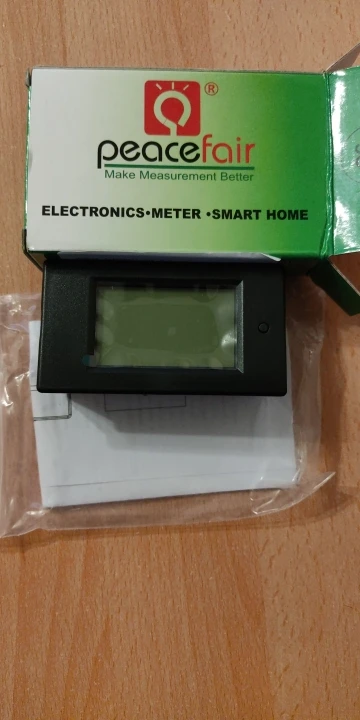 ®
peacefair
Make Measurement Better
ELECTRONICS•METER •SMART HOME